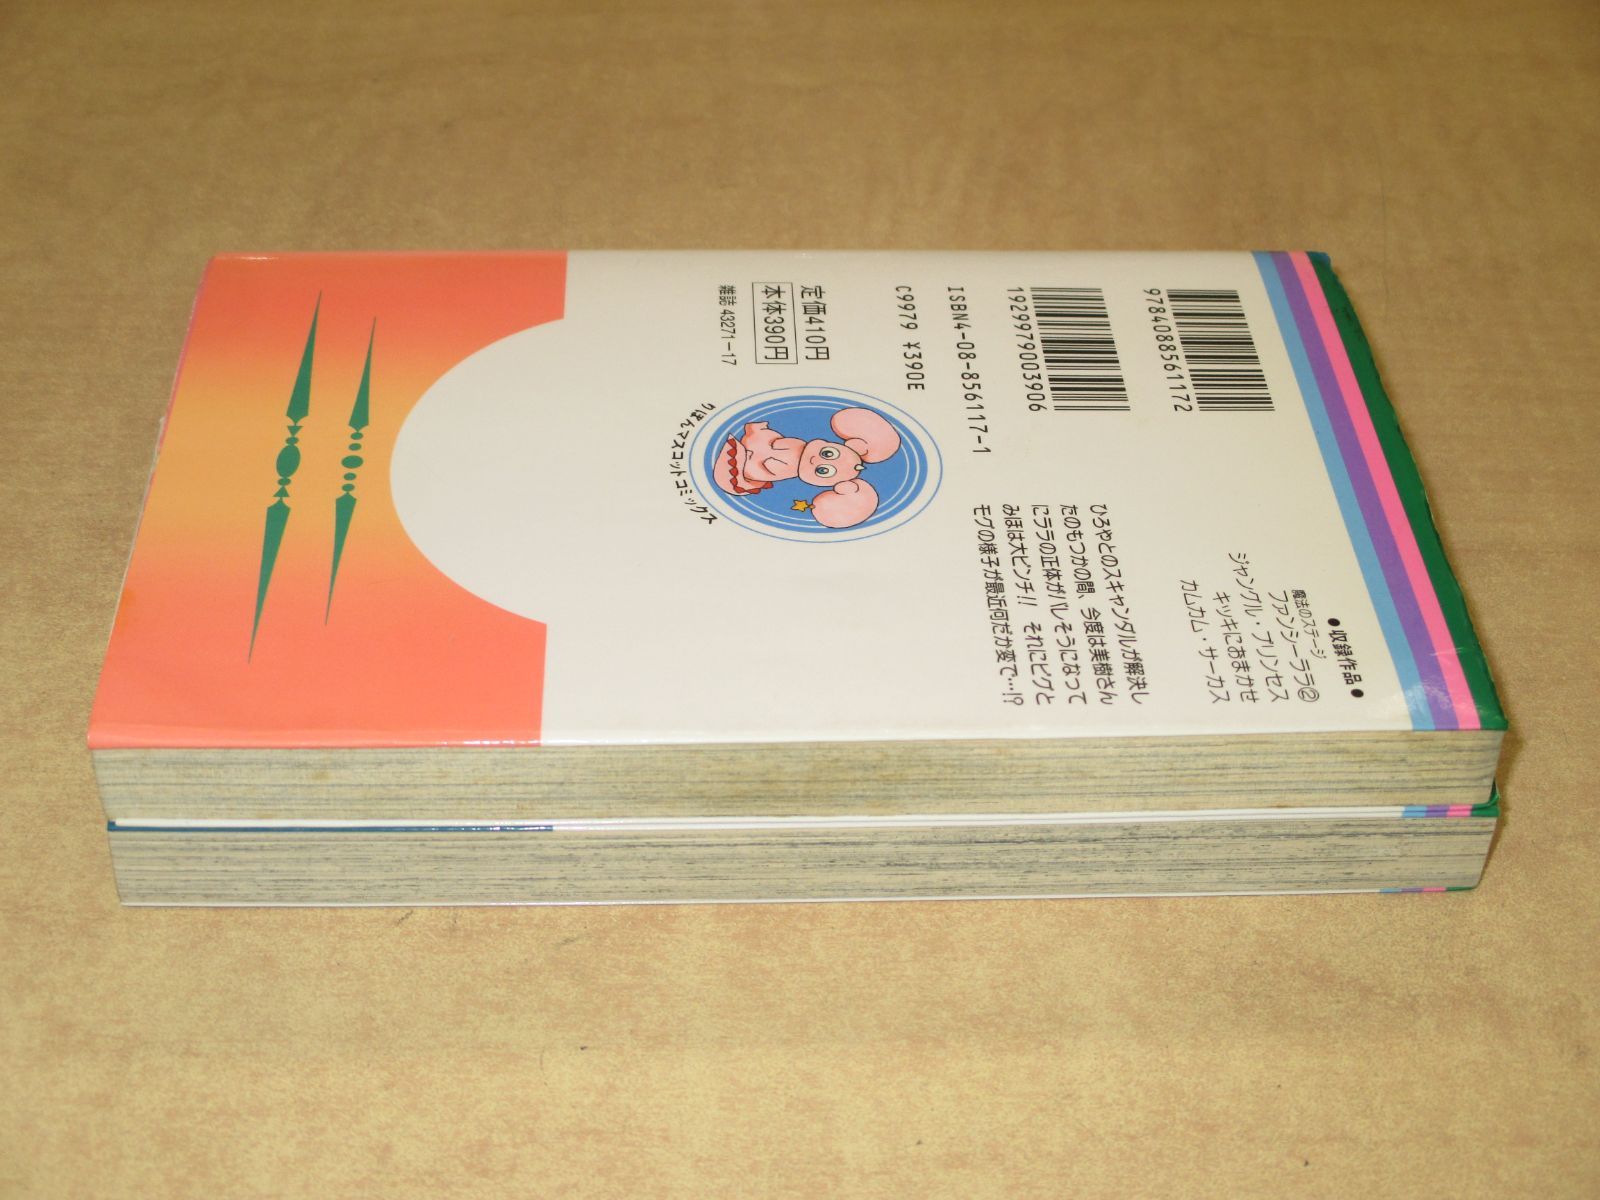 9784088561172
1929979003906
ISBN4-08-856117-1
C9979 ¥390E
定価410円
本体390円
雑誌 43271-17
りぼんマスコットコミックス
●収録作品●
魔法のステージ
ファンシーララ②
ジャングル・プリンセス
キッキにおまかせ
カムカム・サーカス
ひろやとのスキャンダルが解決し
たのもつかの間、今度は美樹さん
にララの正体がバレそうになって
みほは大ピンチ!! それにピグと
モグの様子が最近何だか変で…!?